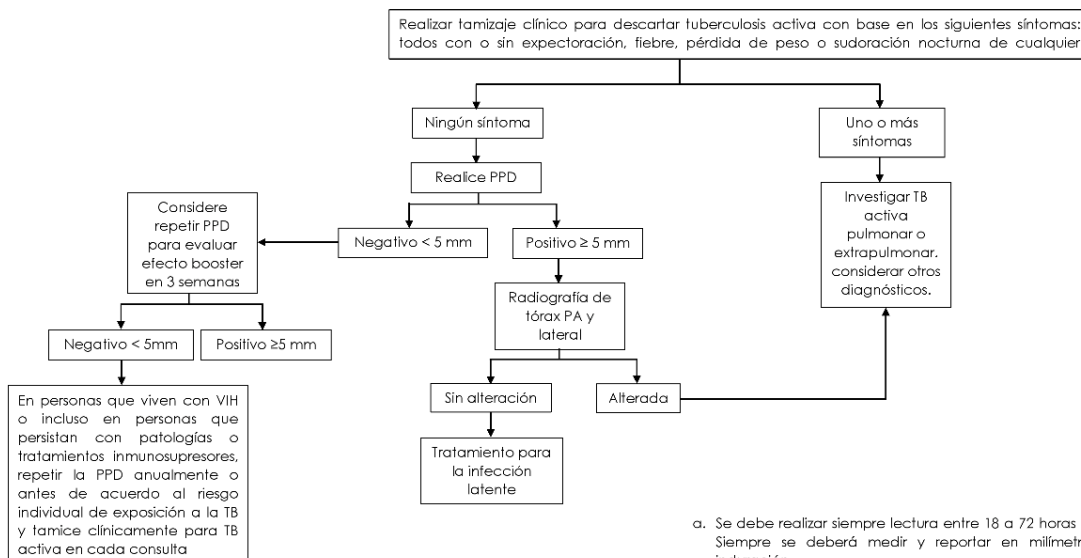 Realizar tamizaje clínico para descartar tuberculosis activa con base en los siguientes síntomas:
todos con o sin expectoración, fiebre, pérdida de peso o sudoración nocturna de cualquier
Ningún síntoma
Uno o más
síntomas
Realice PPD
Considere
repetir PPD
para evaluar
efecto booster
en 3 semanas
Negativo < 5 mm
Positivo ≥ 5 mm
Investigar TB
activa
pulmonar o
extrapulmonar.
considerar otros
diagnósticos.
Radiografía de
tórax PA y
lateral
Negativo < 5mm
Positivo ≥5 mm
Sin alteración
Alterada
En personas que viven con VIH
o incluso en personas que
persistan con patologías o
tratamientos inmunosupresores,
repetir la PPD anualmente o
antes de acuerdo al riesgo
individual de exposición a la TB
y tamice clínicamente para TB
activa en cada consulta
Tratamiento para
la infección
latente
a. Se debe realizar siempre lectura entre 18 a 72 horas
Siempre se deberá medir y reportar en milímetr